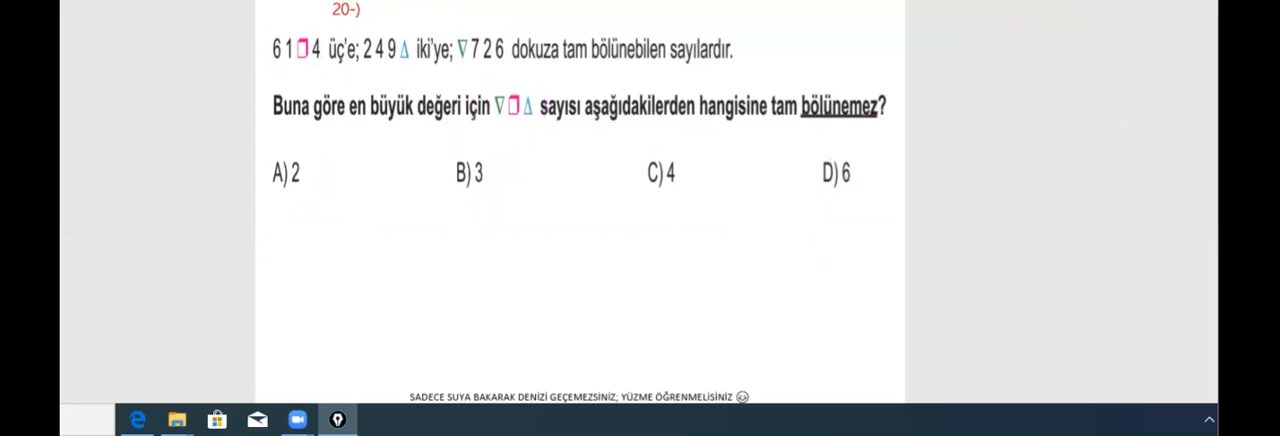 20-)
6 1 ❒ 4 üç'e; 2 4 9 ∆ iki'ye; ∇ 7 2 6 dokuza tam bölünebilen sayılardır.
Buna göre en büyük değeri için ∇ ❒ ∆ sayısı aşağıdakilerden hangisine tam bölünemez?
A) 2 B) 3 C) 4 D) 6
SADECE SUYA BAKARAK DENİZİ GEÇEMEZSİNİZ; YÜZME ÖĞRENMELİSİNİZ ☺